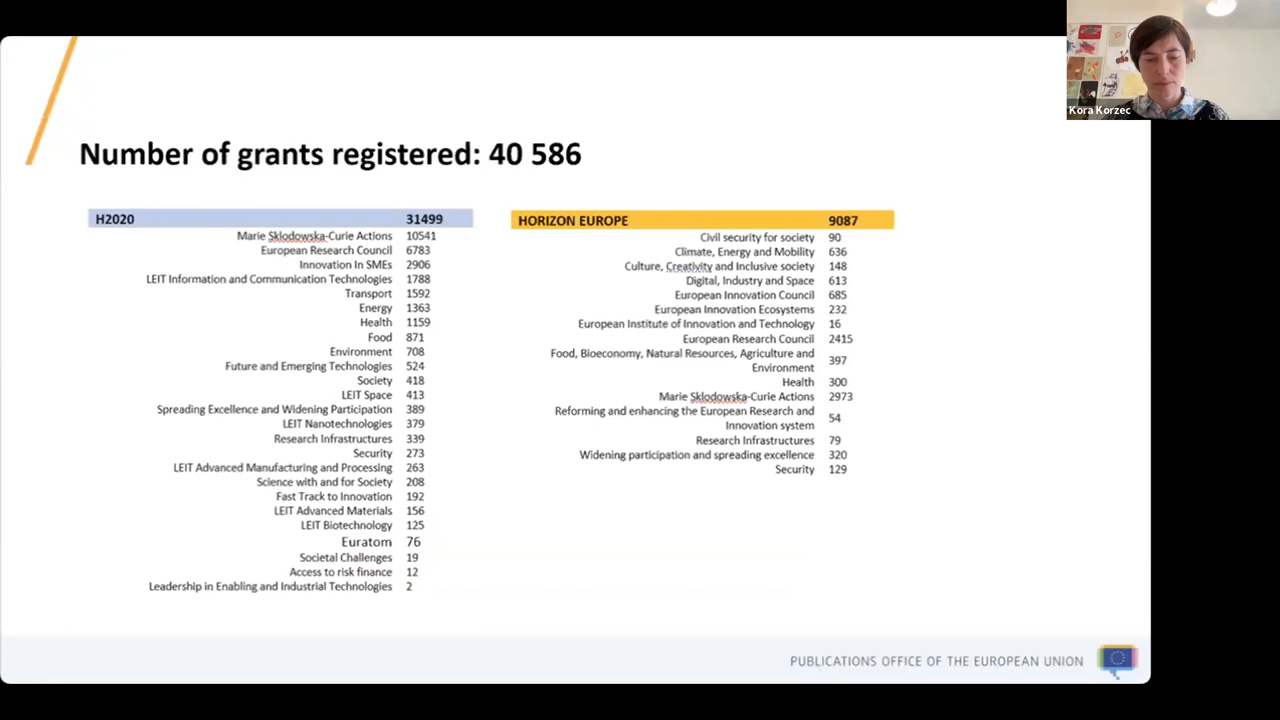 Kora Korzec
Number of grants registered: 40 586
H2020 31499
Marie Sklodowska-Curie Actions 10541
European Research Council 6783
Innovation In SMEs 2906
LEIT Information and Communication Technologies 1788
Transport 1592
Energy 1363
Health 1159
Food 871
Environment 708
Future and Emerging Technologies 524
Society 418
LEIT Space 413
Spreading Excellence and Widening Participation 389
LEIT Nanotechnologies 379
Research Infrastructures 339
Security 273
LEIT Advanced Manufacturing and Processing 263
Science with and for Society 208
Fast Track to Innovation 192
LEIT Advanced Materials 156
LEIT Biotechnology 125
Euratom 76
Societal Challenges 19
Access to risk finance 12
Leadership in Enabling and Industrial Technologies 2
HORIZON EUROPE 9087
Civil security for society 90
Climate, Energy and Mobility 636
Culture, Creativity and Inclusive society 148
Digital, Industry and Space 613
European Innovation Council 685
European Innovation Ecosystems 232
European Institute of Innovation and Technology 16
European Research Council 2415
Food, Bioeconomy, Natural Resources, Agriculture and
Environment 397
Health 300
Marie Sklodowska-Curie Actions 2973
Reforming and enhancing the European Research and
Innovation system 54
Research Infrastructures 79
Widening participation and spreading excellence 320
Security 129
PUBLICATIONS OFFICE OF THE EUROPEAN UNION